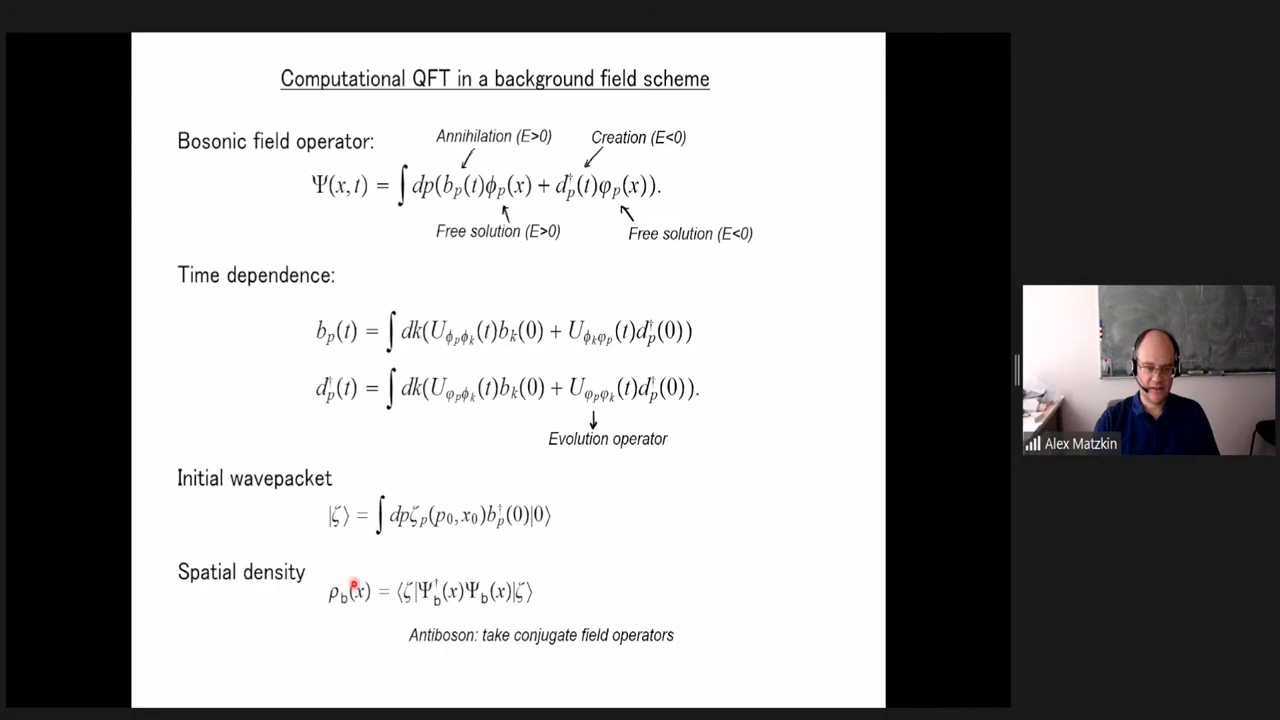 Computational QFT in a background field scheme
Annihilation (E>0)
Creation (E<0)
Bosonic field operator:
Ψ(x, t) = ∫ dp(b_p(t)ϕ_p(x) + d_p^†(t)φ_p(x)).
Free solution (E>0)
Free solution (E<0)
Time dependence:
b_p(t) = ∫ dk(U_{ϕ_pϕ_k}(t)b_k(0) + U_{ϕ_kφ_p}(t)d_p^†(0))
d_p^†(t) = ∫ dk(U_{φ_pϕ_k}(t)b_k(0) + U_{φ_pφ_k}(t)d_p^†(0)).
Evolution operator
Alex Matzkin
Initial wavepacket
|ζ⟩ = ∫ dpζ_p(p_0, x_0)b_p^†(0)|0⟩
Spatial density
ρ_b(x) = ⟨ζ|Ψ_b^†(x)Ψ_b(x)|ζ⟩
Antiboson: take conjugate field operators